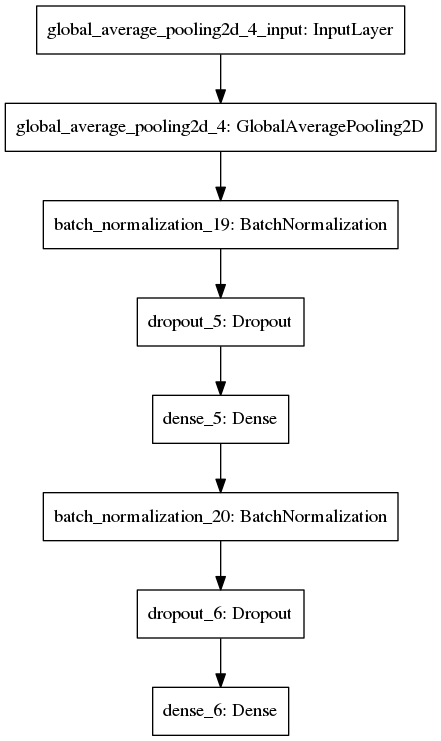 global_average_pooling2d_4_input: InputLayer
global_average_pooling2d_4: GlobalAveragePooling2D
batch_normalization_19: BatchNormalization
dropout_5: Dropout
dense_5: Dense
batch_normalization_20: BatchNormalization
dropout_6: Dropout
dense_6: Dense